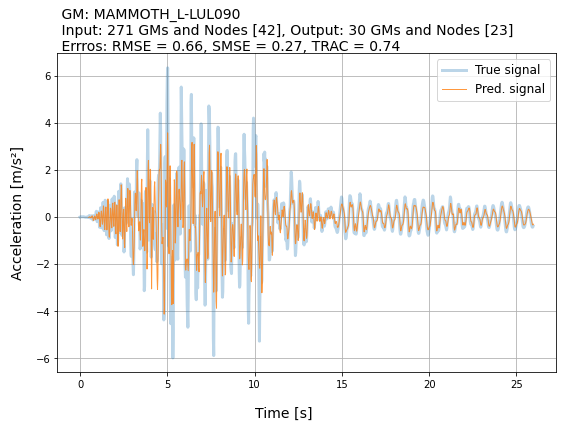 GM: MAMMOTH_L-LUL090
Input: 271 GMs and Nodes [42], Output: 30 GMs and Nodes [23]
Errros: RMSE = 0.66, SMSE = 0.27, TRAC = 0.74
True signal
Pred. signal
Acceleration [m/s²]
6
4
2
0
−2
−4
−6
0
5
10
15
20
25
Time [s]